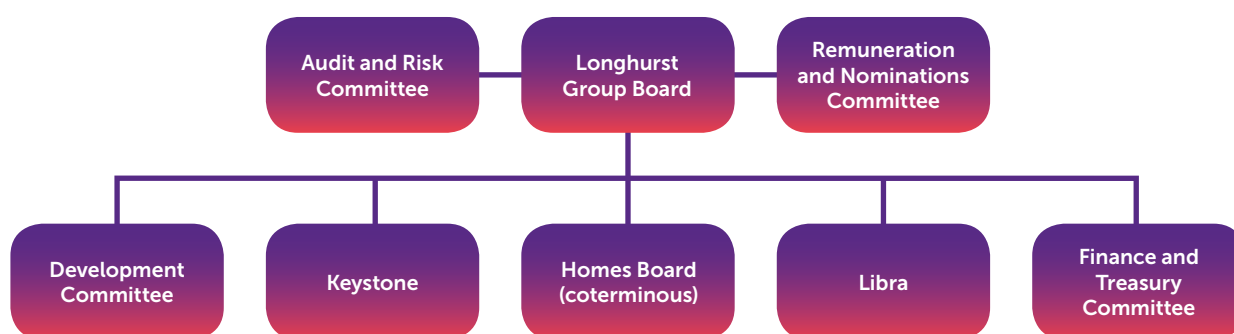 Audit and Risk
Committee
Longhurst
Group Board
Remuneration
and Nominations
Committee
Development
Committee
Keystone
Homes Board
(coterminous)
Libra
Finance and
Treasury
Committee